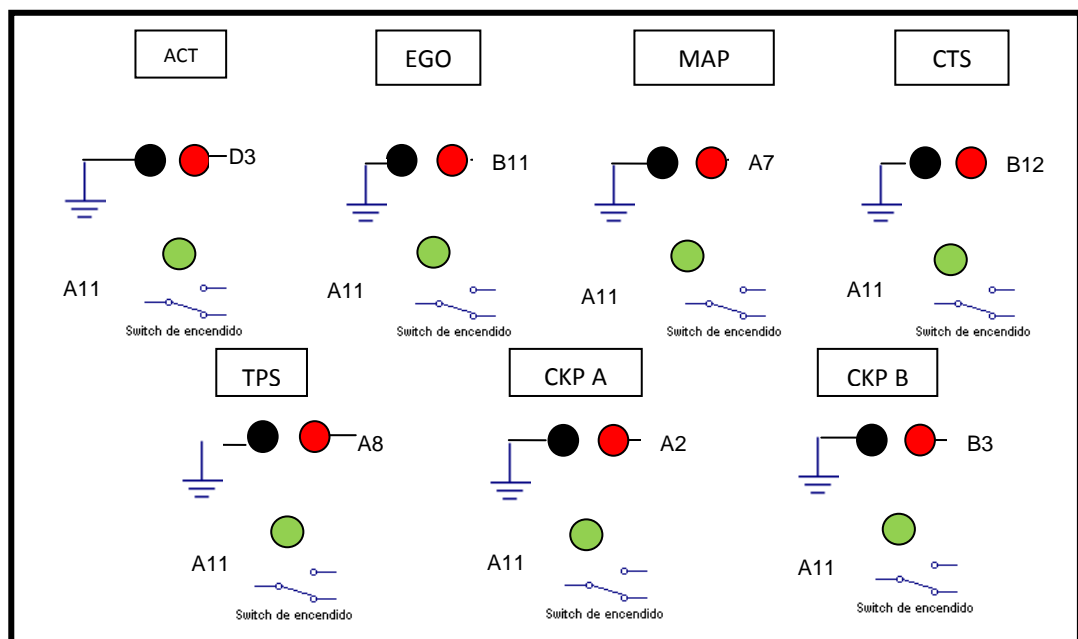 ACT EGO MAP CTS
D3 B11 A7 B12
A11 A11 A11 A11
Switch de encendido Switch de encendido Switch de encendido Switch de encendido
TPS CKP A CKP B
A8 A2 B3
A11 A11 A11
Switch de encendido Switch de encendido Switch de encendido